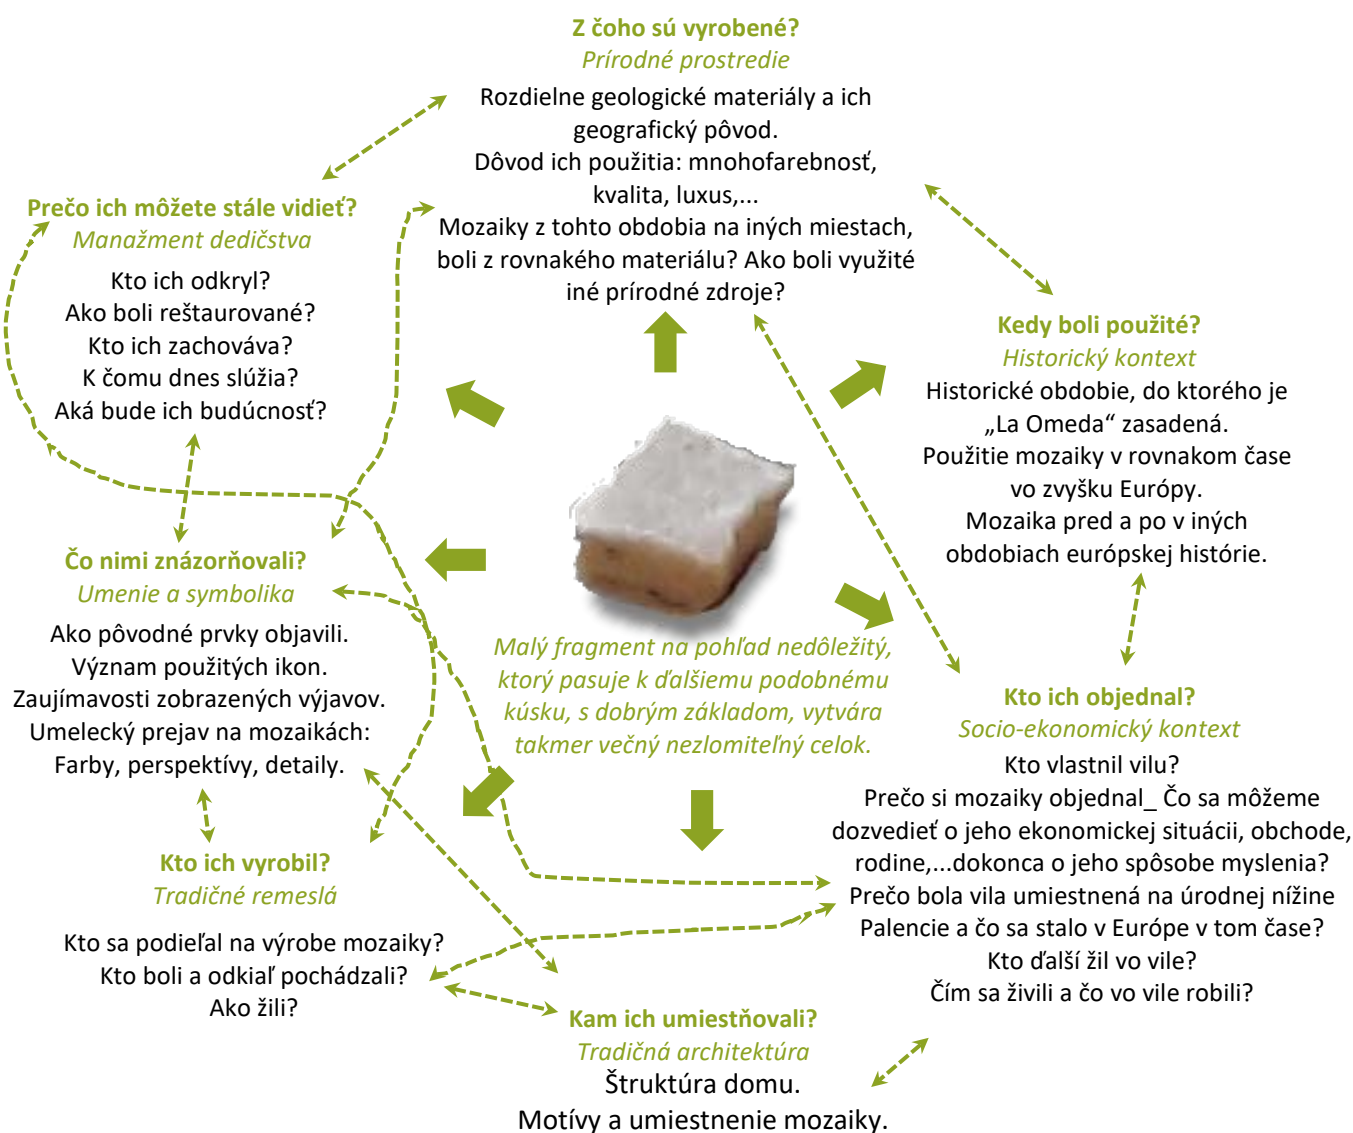 Z čoho sú vyrobené?
Prírodné prostredie
Rozdielne geologické materiály a ich
geografický pôvod.
Dôvod ich použitia: mnohofarebnosť,
kvalita, luxus,...
Mozaiky z tohto obdobia na iných miestach,
boli z rovnakého materiálu? Ako boli využité
iné prírodné zdroje?
Prečo ich môžete stále vidieť?
Manažment dedičstva
Kto ich odkryl?
Ako boli reštaurované?
Kto ich zachováva?
K čomu dnes slúžia?
Aká bude ich budúcnosť?
Kedy boli použité?
Historický kontext
Historické obdobie, do ktorého je
„La Omeda“ zasadená.
Použitie mozaiky v rovnakom čase
vo zvyšku Európy.
Mozaika pred a po v iných
obdobiach európskej histórie.
Čo nimi znázorňovali?
Umenie a symbolika
Ako pôvodné prvky objavili.
Význam použitých ikon.
Zaujímavosti zobrazených výjavov.
Umelecký prejav na mozaikách:
Farby, perspektívy, detaily.
Malý fragment na pohľad nedôležitý,
ktorý pasuje k ďalšiemu podobnému
kúsku, s dobrým základom, vytvára
takmer večný nezlomiteľný celok.
Kto ich objednal?
Socio-ekonomický kontext
Kto vlastnil vilu?
Prečo si mozaiky objednal_ Čo sa môžeme
dozvedieť o jeho ekonomickej situácii, obchode,
rodine,...dokonca o jeho spôsobe myslenia?
Prečo bola vila umiestnená na úrodnej nížine
Palencie a čo sa stalo v Európe v tom čase?
Kto ďalší žil vo vile?
Čím sa živili a čo vo vile robili?
Kto ich vyrobil?
Tradičné remeslá
Kto sa podieľal na výrobe mozaiky?
Kto boli a odkiaľ pochádzali?
Ako žili?
Kam ich umiestňovali?
Tradičná architektúra
Štruktúra domu.
Motívy a umiestnenie mozaiky.